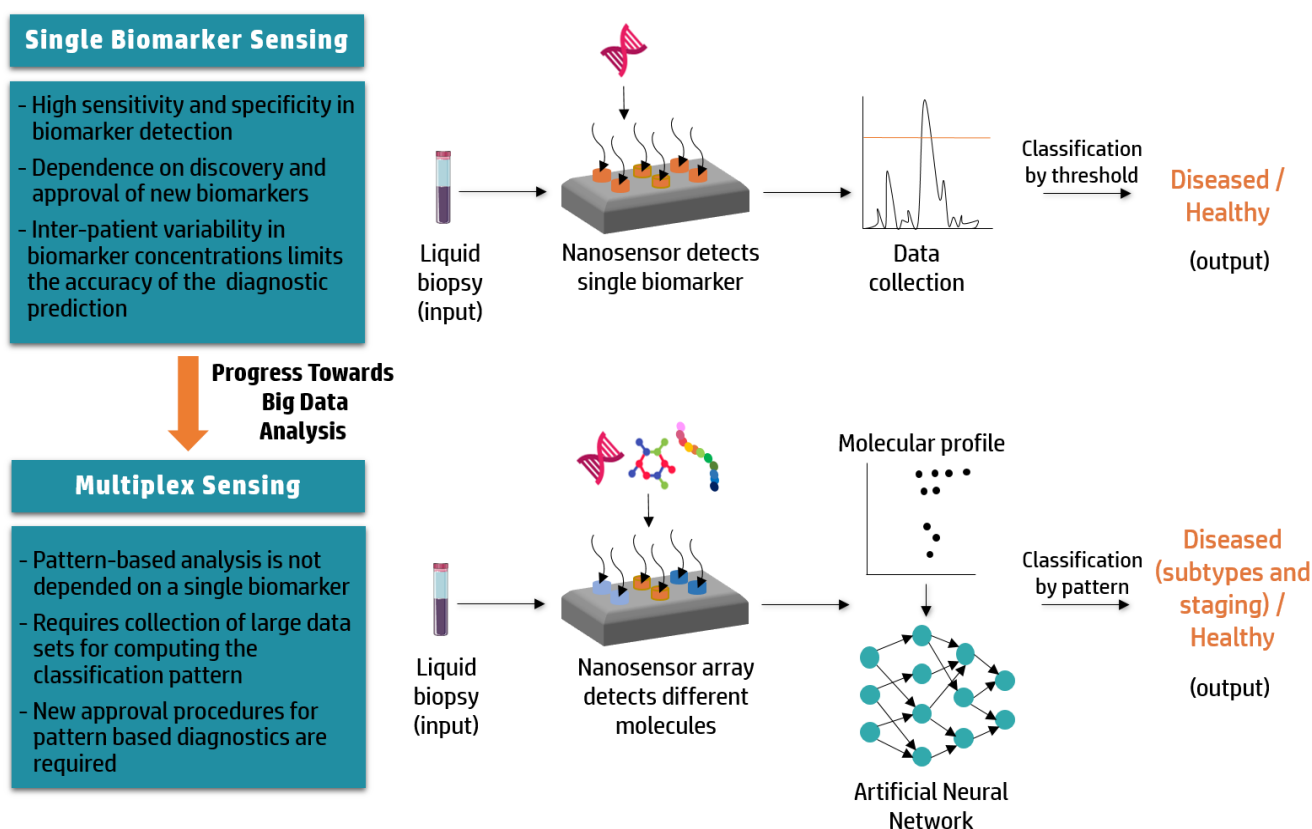 Single Biomarker Sensing
- High sensitivity and specificity in
biomarker detection
- Dependence on discovery and
approval of new biomarkers
- Inter-patient variability in
biomarker concentrations limits
the accuracy of the diagnostic
prediction
Liquid
biopsy
(input)
Nanosensor detects
single biomarker
Data
collection
Classification
by threshold
Diseased /
Healthy
(output)
Progress Towards
Big Data
Analysis
Multiplex Sensing
- Pattern-based analysis is not
depended on a single biomarker
- Requires collection of large data
sets for computing the
classification pattern
- New approval procedures for
pattern based diagnostics are
required
Liquid
biopsy
(input)
Nanosensor array
detects different
molecules
Molecular profile
Artificial Neural
Network
Classification
by pattern
Diseased
(subtypes and
staging) /
Healthy
(output)